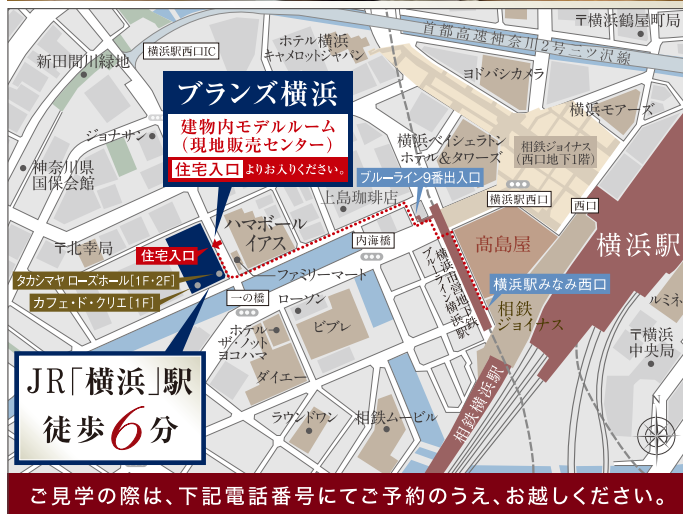 〒横浜鶴屋町局
首都高速神奈川2号三ツ沢線
ホテル横浜
キャメロットジャパン
横浜駅西口IC
新田間川緑地
ヨドバシカメラ
横浜モアーズ
ブランズ横浜
建物内モデルルーム
(現地販売センター)
住宅入口よりお入りください。
ジョナサン
横浜ベイシェラトン
ホテル&タワーズ
相鉄ジョイナス
(西口地下1階)
神奈川県
国保会館
ブルーライン9番出入口
上島珈琲店
横浜駅西口
西口
〒北幸局
住宅入口
ハマボール
イアス
内海橋
髙島屋
横浜駅
タカシマヤ ローズホール[1F・2F]
カフェ・ド・クリエ[1F]
ファミリーマート
横浜市営地下鉄
ブルーライン横浜駅
横浜駅みなみ西口
一の橋
ローソン
相鉄
ジョイナス
ルミネ
ホテル
ザ・ノット
ヨコハマ
ビブレ
〒横浜
中央局
ダイエー
JR「横浜」駅
徒歩6分
相鉄横浜駅
ラウンドワン
相鉄ムービル
N
ご見学の際は、下記電話番号にてご予約のうえ、お越しください。